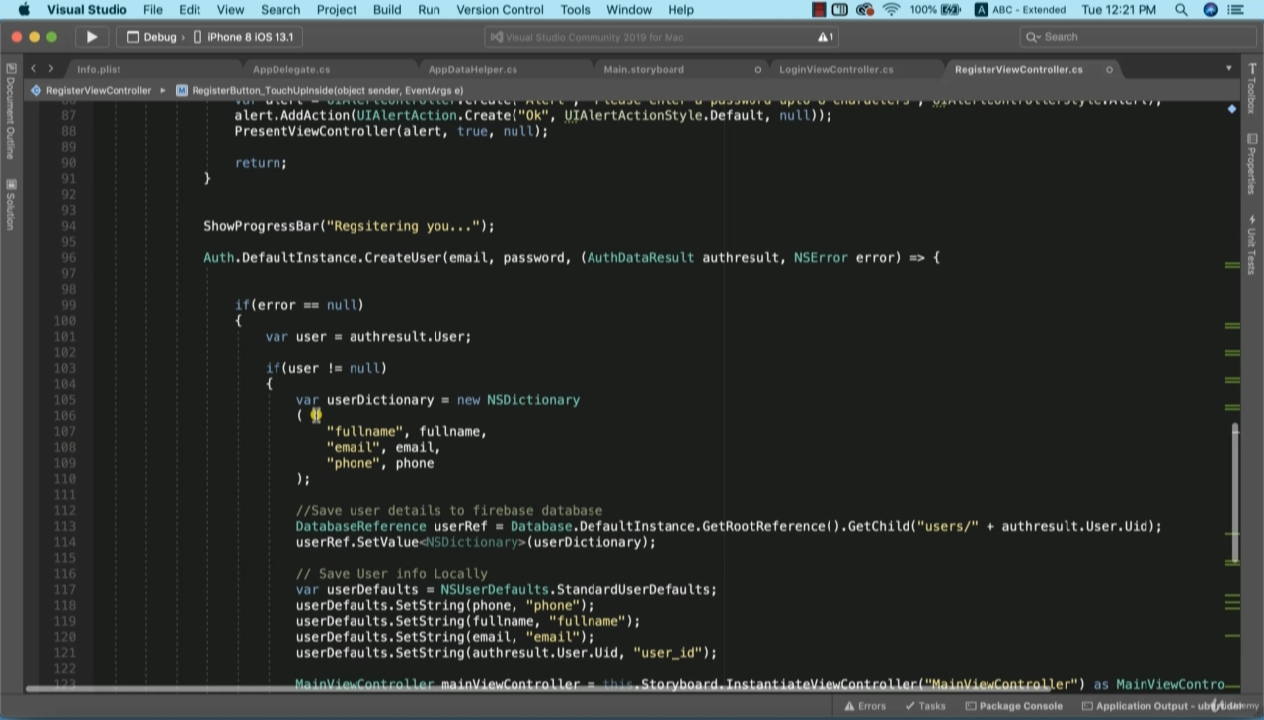 Visual Studio File Edit View Search Project Build Run Version Control Tools Window Help 100% A ABC - Extended Tue 12:21 PM
Debug › iPhone 8 iOS 13.1 Visual Studio Community 2019 for Mac 1 Search
Info.plist AppDelegate.cs AppDataHelper.cs Main.storyboard LoginViewController.cs RegisterViewController.cs
RegisterViewController M RegisterButton_TouchUpInside(object sender, EventArgs e)
Document Outline
Solution
Toolbox
Properties
Unit Tests
87 alert.AddAction(UIAlertAction.Create("Ok", UIAlertActionStyle.Default, null));
88 PresentViewController(alert, true, null);
89
90 return;
91 }
92
93
94 ShowProgressBar("Regsitering you...");
95
96 Auth.DefaultInstance.CreateUser(email, password, (AuthDataResult authresult, NSError error) => {
97
98
99 if(error == null)
100 {
101 var user = authresult.User;
102
103 if(user != null)
104 {
105 var userDictionary = new NSDictionary
106 (
107 "fullname", fullname,
108 "email", email,
109 "phone", phone
110 );
111
112 //Save user details to firebase database
113 DatabaseReference userRef = Database.DefaultInstance.GetRootReference().GetChild("users/" + authresult.User.Uid);
114 userRef.SetValue<NSDictionary>(userDictionary);
115
116 // Save User info Locally
117 var userDefaults = NSUserDefaults.StandardUserDefaults;
118 userDefaults.SetString(phone, "phone");
119 userDefaults.SetString(fullname, "fullname");
120 userDefaults.SetString(email, "email");
121 userDefaults.SetString(authresult.User.Uid, "user_id");
122
123 MainViewController mainViewController = this.Storyboard.InstantiateViewController("MainViewController") as MainViewContro
Errors Tasks Package Console Application Output -